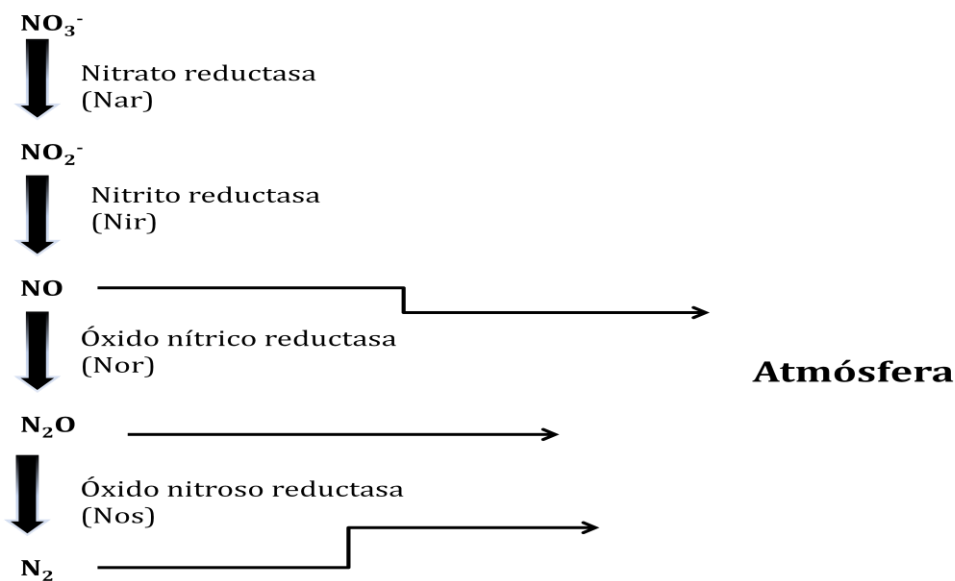 NO₃⁻
Nitrato reductasa
(Nar)
NO₂⁻
Nitrito reductasa
(Nir)
NO
Óxido nítrico reductasa
(Nor)
Atmósfera
N₂O
Óxido nitroso reductasa
(Nos)
N₂